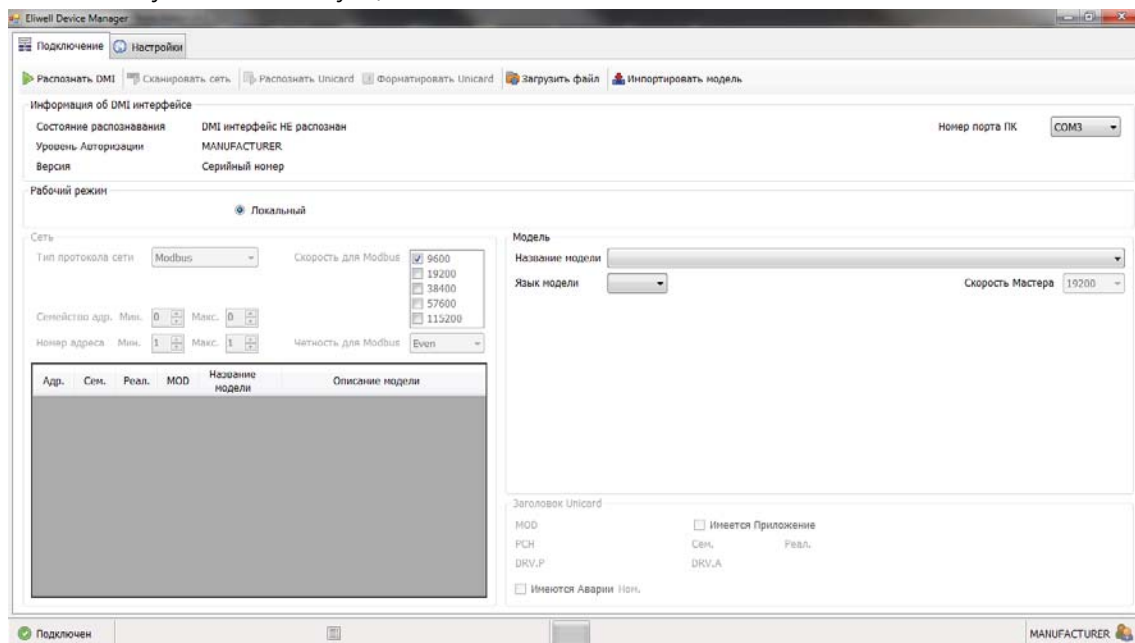 Eliwell Device Manager
Подключение Настройки
Распознать DMI Сканировать сеть Распознать Unicard Форматировать Unicard Загрузить файл Импортировать модель
Информация об DMI интерфейсе
Состояние распознавания DMI интерфейс НЕ распознан Номер порта ПК COM3
Уровень Авторизации MANUFACTURER
Версия Серийный номер
Рабочий режим
Локальный
Сеть Модель
Тип протокола сети Modbus Скорость для Modbus 9600 Название модели
19200 Язык модели Скорость Мастера 19200
38400
57600
Семейство адр. Мин. 0 Макс. 0 115200
Номер адреса Мин. 1 Макс. 1 Четность для Modbus Even
Адр. Сем. Реал. MOD Название модели Описание модели
Заголовок Unicard
MOD Имеется Приложение
PCH Сем. Реал.
DRV.P DRV.A
Имеются Аварии Ном.
Подключен MANUFACTURER